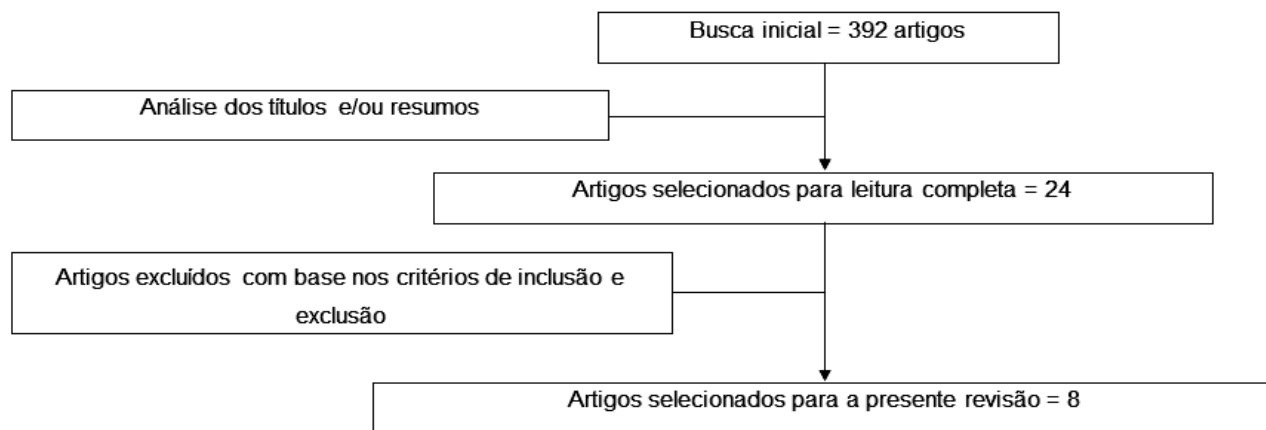 Busca inicial = 392 artigos
Análise dos títulos e/ou resumos
Artigos selecionados para leitura completa = 24
Artigos excluídos com base nos critérios de inclusão e
exclusão
Artigos selecionados para a presente revisão = 8